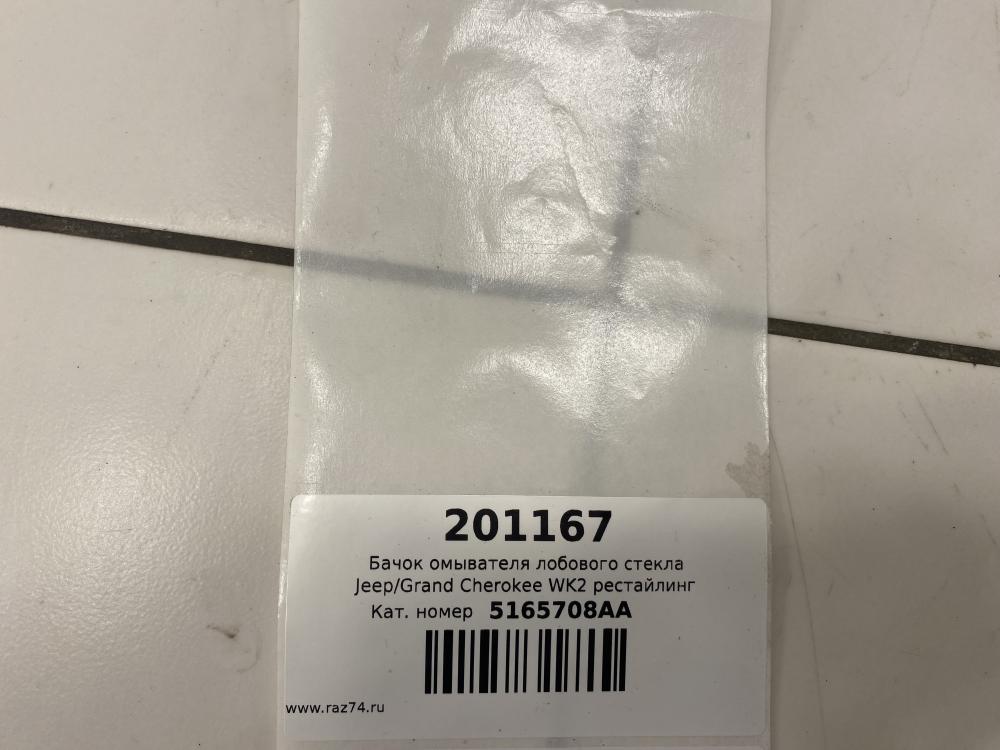 201167
Бачок омывателя лобового стекла
Jeep/Grand Cherokee WK2 рестайлинг
Кат. номер 5165708AA
www.raz74.ru